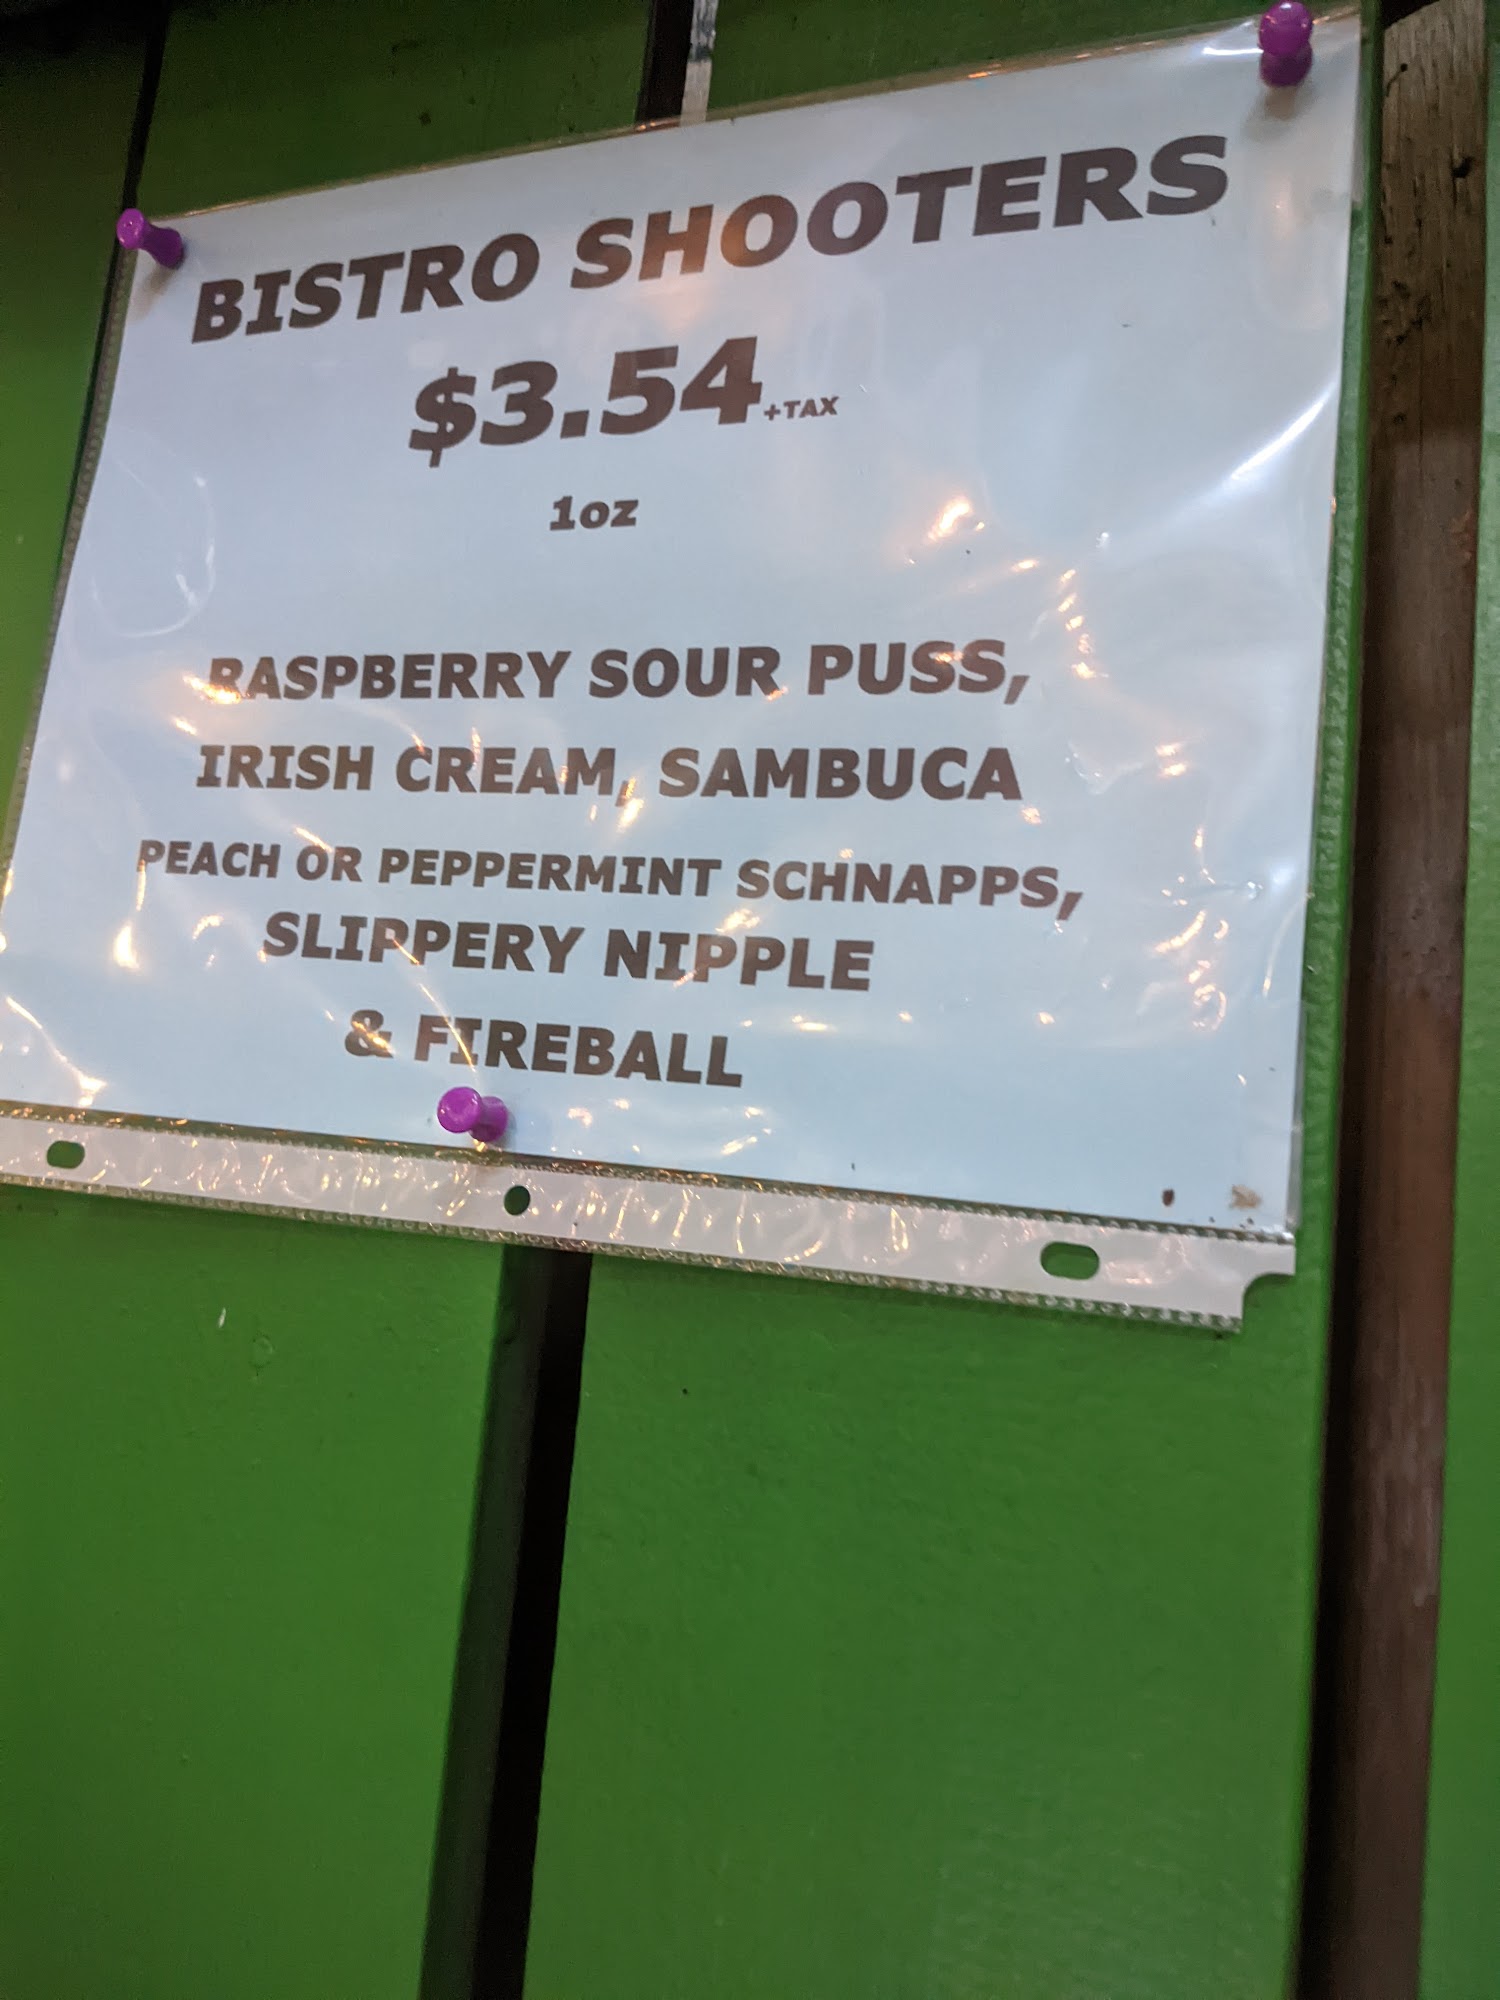 BISTRO SHOOTERS
$3.54+TAX
1oz
RASPBERRY SOUR PUSS,
IRISH CREAM, SAMBUCA
PEACH OR PEPPERMINT SCHNAPPS,
SLIPPERY NIPPLE
& FIREBALL